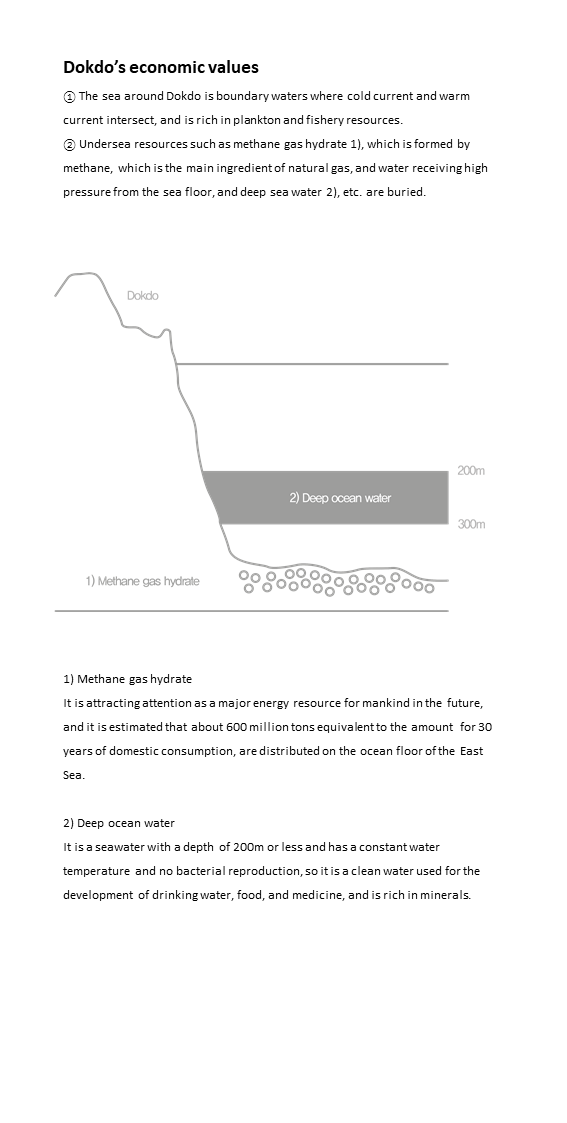 Dokdo’s economic values
① The sea around Dokdo is boundary waters where cold current and warm
current intersect, and is rich in plankton and fishery resources.
② Undersea resources such as methane gas hydrate 1), which is formed by
methane, which is the main ingredient of natural gas, and water receiving high
pressure from the sea floor, and deep sea water 2), etc. are buried.
Dokdo
200m
2) Deep ocean water
300m
1) Methane gas hydrate
1) Methane gas hydrate
It is attracting attention as a major energy resource for mankind in the future,
and it is estimated that about 600 million tons equivalent to the amount for 30
years of domestic consumption, are distributed on the ocean floor of the East
Sea.
2) Deep ocean water
It is a seawater with a depth of 200m or less and has a constant water
temperature and no bacterial reproduction, so it is a clean water used for the
development of drinking water, food, and medicine, and is rich in minerals.